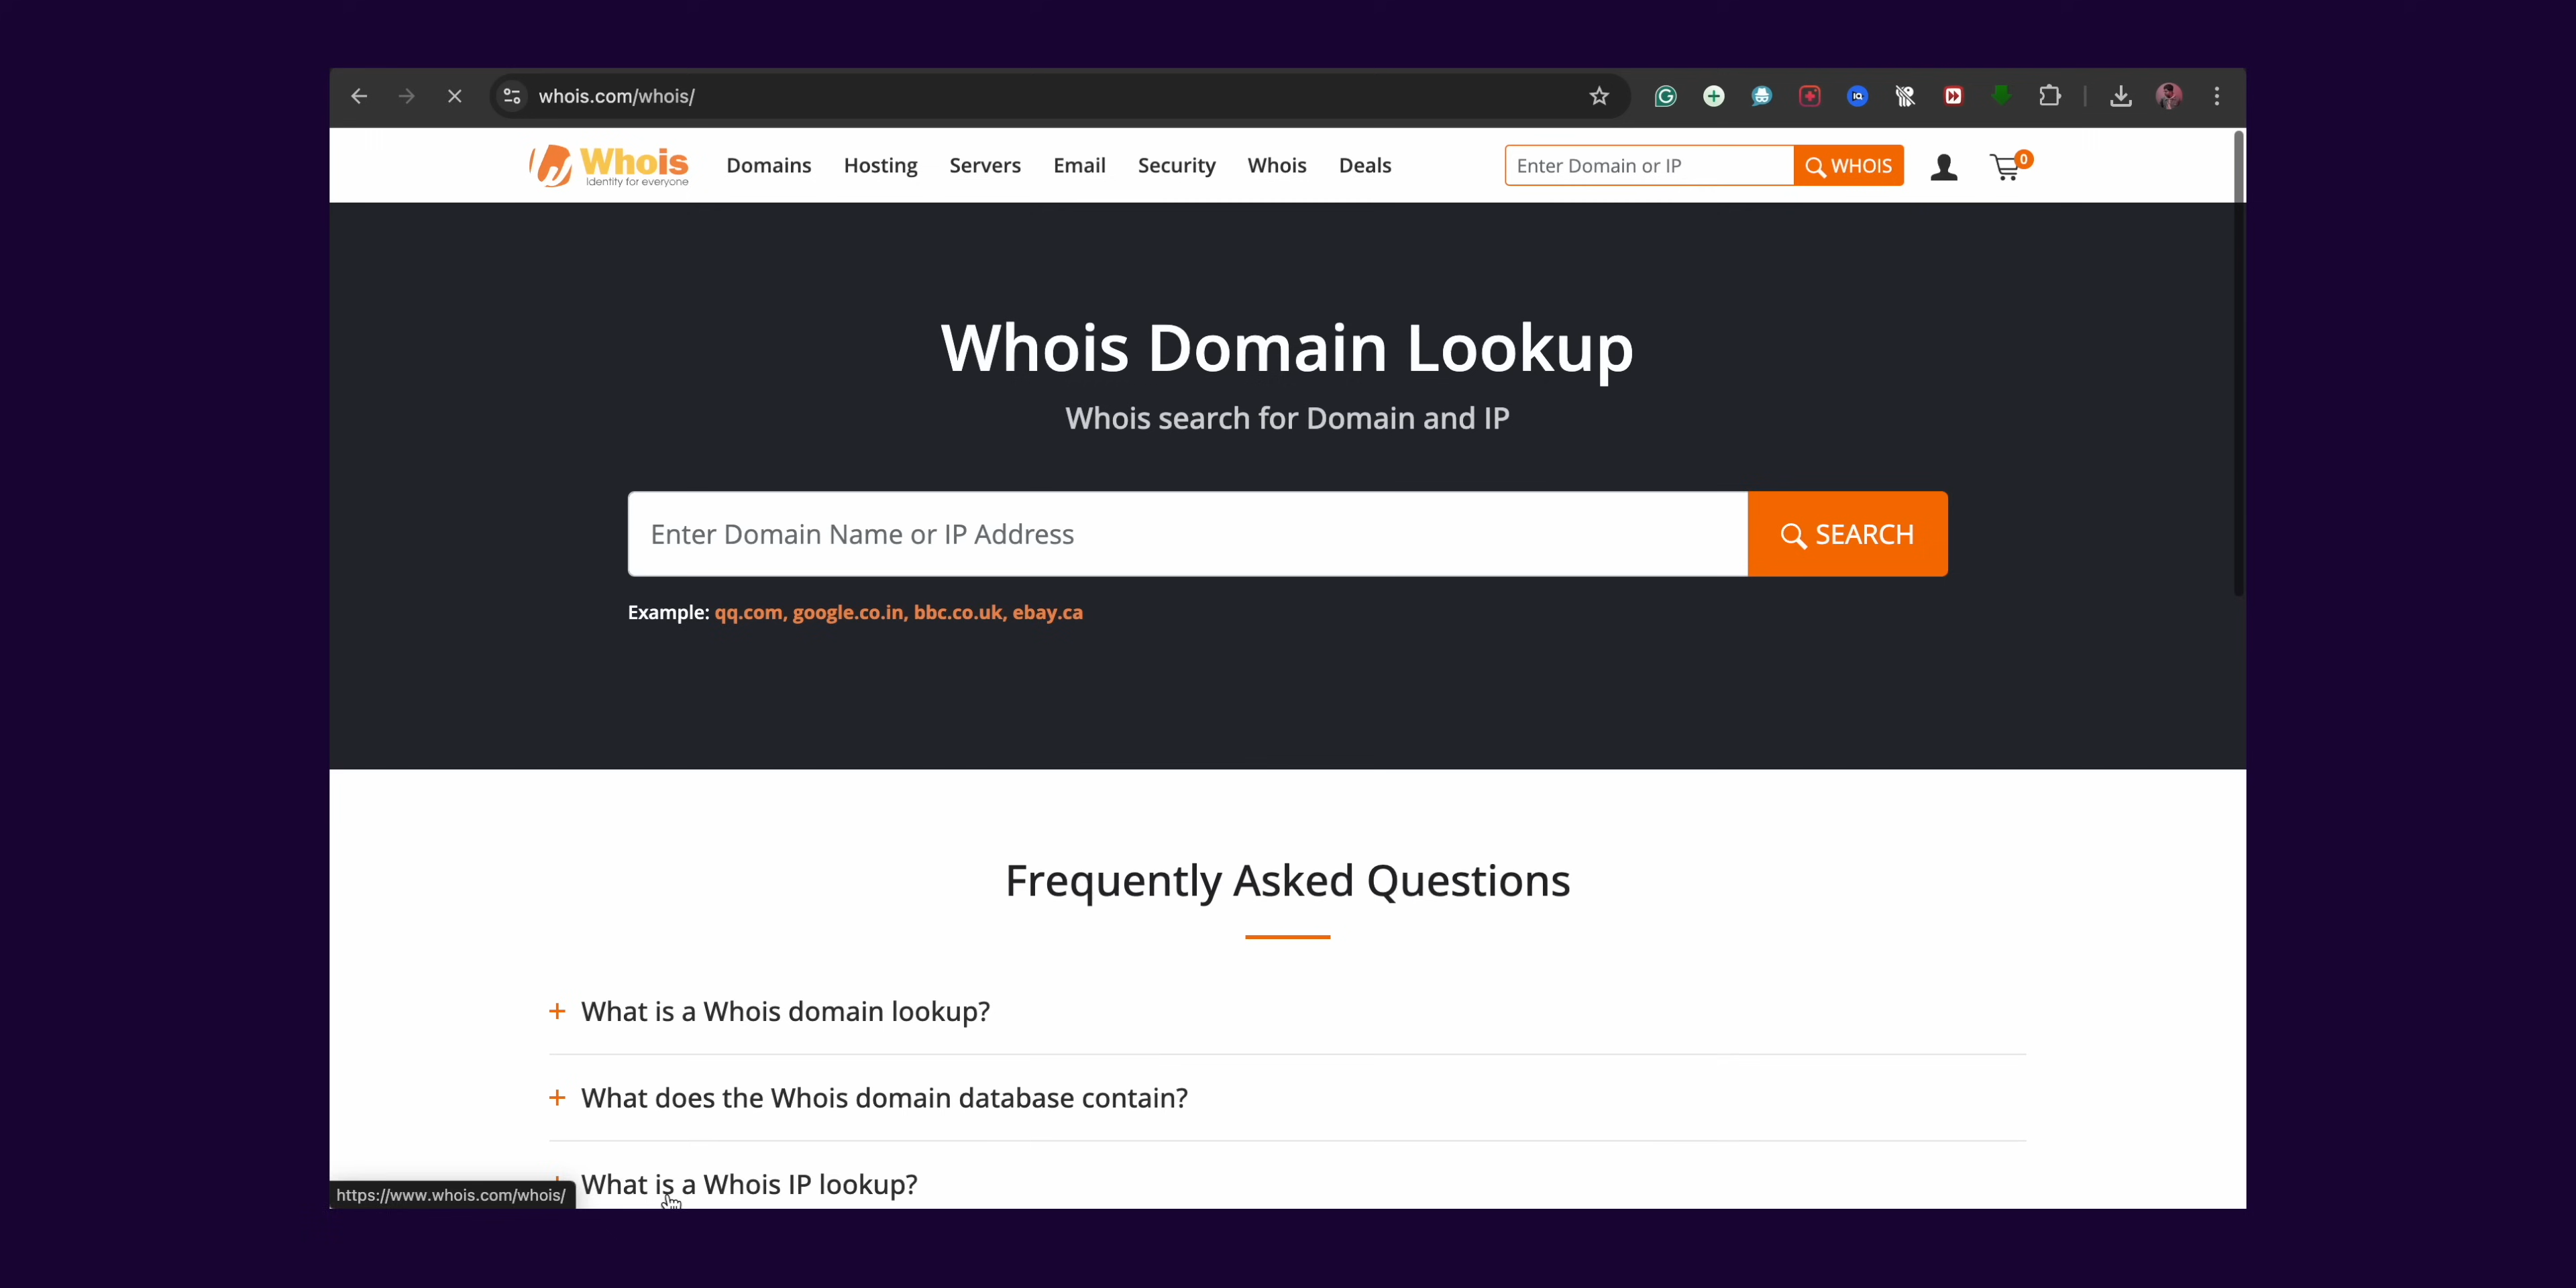 whois.com/whois/
Whois
Identity for everyone
Domains Hosting Servers Email Security Whois Deals
Enter Domain or IP
WHOIS
0
Whois Domain Lookup
Whois search for Domain and IP
Enter Domain Name or IP Address
SEARCH
Example: qq.com, google.co.in, bbc.co.uk, ebay.ca
Frequently Asked Questions
+ What is a Whois domain lookup?
+ What does the Whois domain database contain?
What is a Whois IP lookup?
https://www.whois.com/whois/